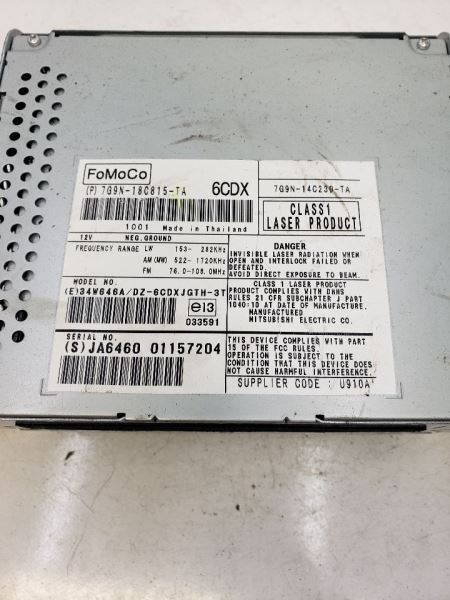 FoMoCo
(P) 7G9N-18C815-TA 6CDX
1001 Made in Thailand
12V NEG.GROUND
FREQUENCY RANGE LW 153- 282KHz
AM(MW) 522- 1720KHz
FM 76.0-108.0MHz
MODEL NO.
(E)34W646A/DZ-6CDXJGTH-3T
e13
033591
SERIAL NO.
(S)JA6460 01157204
7G9N-14C239-TA
CLASS1
LASER PRODUCT
DANGER
INVISIBLE LASER RADIATION WHEN
OPEN AND INTERLOCK FAILED OR
DEFEATED.
AVOID DIRECT EXPOSURE TO BEAM.
CLASS 1 LASER PRODUCT
PRODUCT COMPLIES WITH DHHS
RULES 21 CFR SUBCHAPTER J PART
1040:10 AT DATE OF MANUFACTURE.
MANUFACTURED
MITSUBISHI ELECTRIC CO.
THIS DEVICE COMPLIES WITH PART
15 OF THE FCC RULES.
OPERATION IS SUBJECT TO THE
CONDITION THAT THIS DEVICE DOES
NOT CAUSE HARMFUL INTERFERENCE.
SUPPLIER CODE : U910A